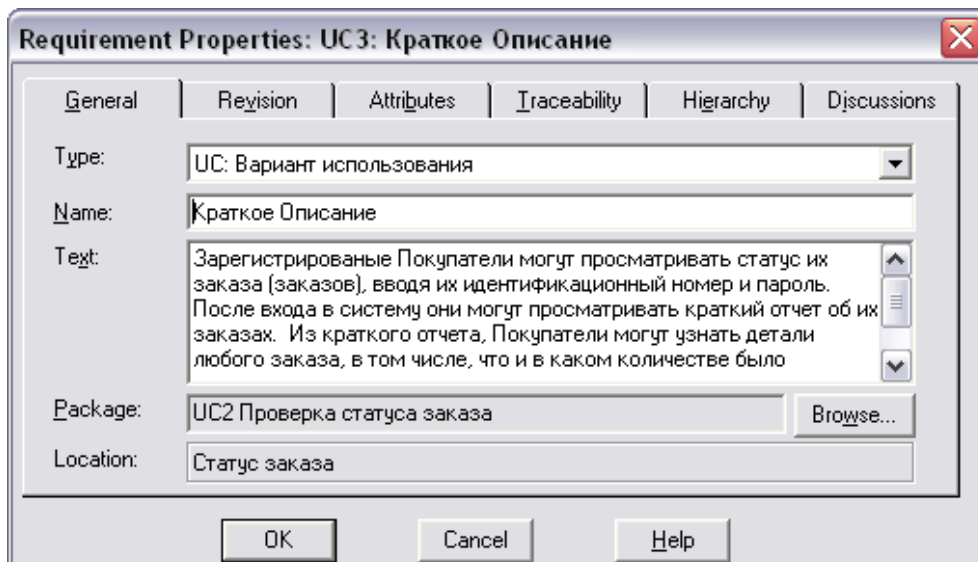 Requirement Properties: UC3: Краткое Описание
General Revision Attributes Traceability Hierarchy Discussions
Type: UC: Вариант использования
Name: Краткое Описание
Text: Зарегистрированые Покупатели могут просматривать статус их
заказа (заказов), вводя их идентификационный номер и пароль.
После входа в систему они могут просматривать краткий отчет об их
заказах. Из краткого отчета, Покупатели могут узнать детали
любого заказа, в том числе, что и в каком количестве было
Package: UC2 Проверка статуса заказа Browse...
Location: Статус заказа
OK Cancel Help